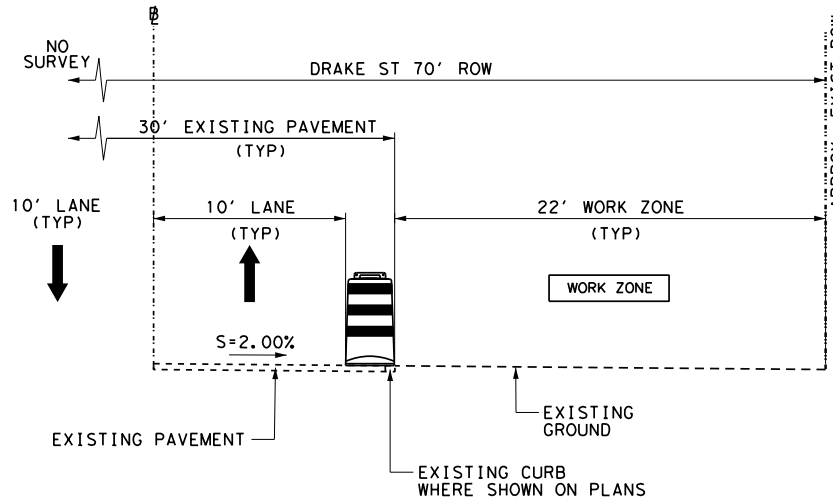 NO
SURVEY
DRAKE ST 70' ROW
30' EXISTING PAVEMENT
(TYP)
10' LANE
(TYP)
10' LANE
(TYP)
22' WORK ZONE
(TYP)
WORK ZONE
S=2.00%
EXISTING PAVEMENT
EXISTING
GROUND
EXISTING CURB
WHERE SHOWN ON PLANS